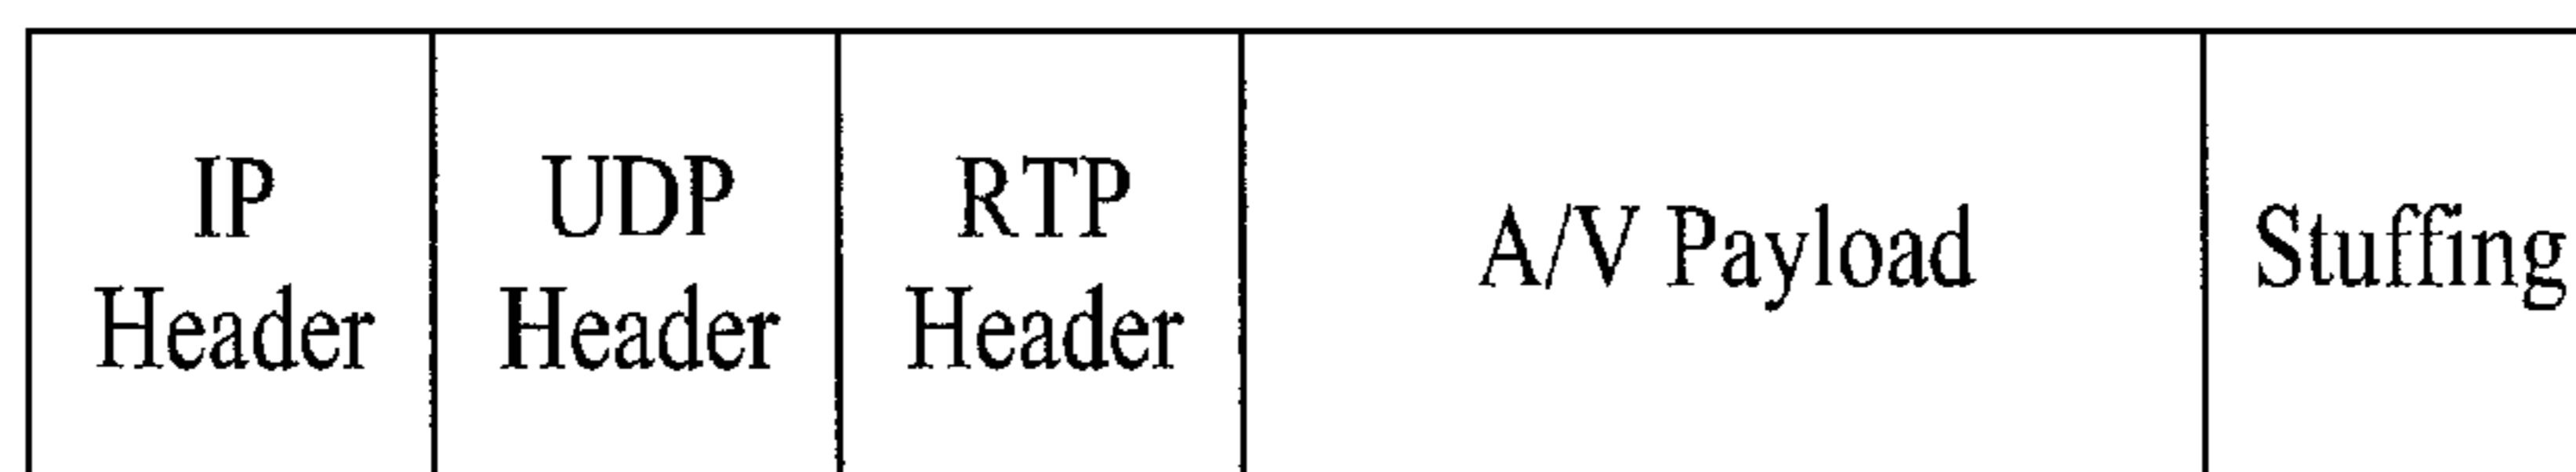 IP
Header
UDP
Header
RTP
Header
A/V Payload
Stuffing